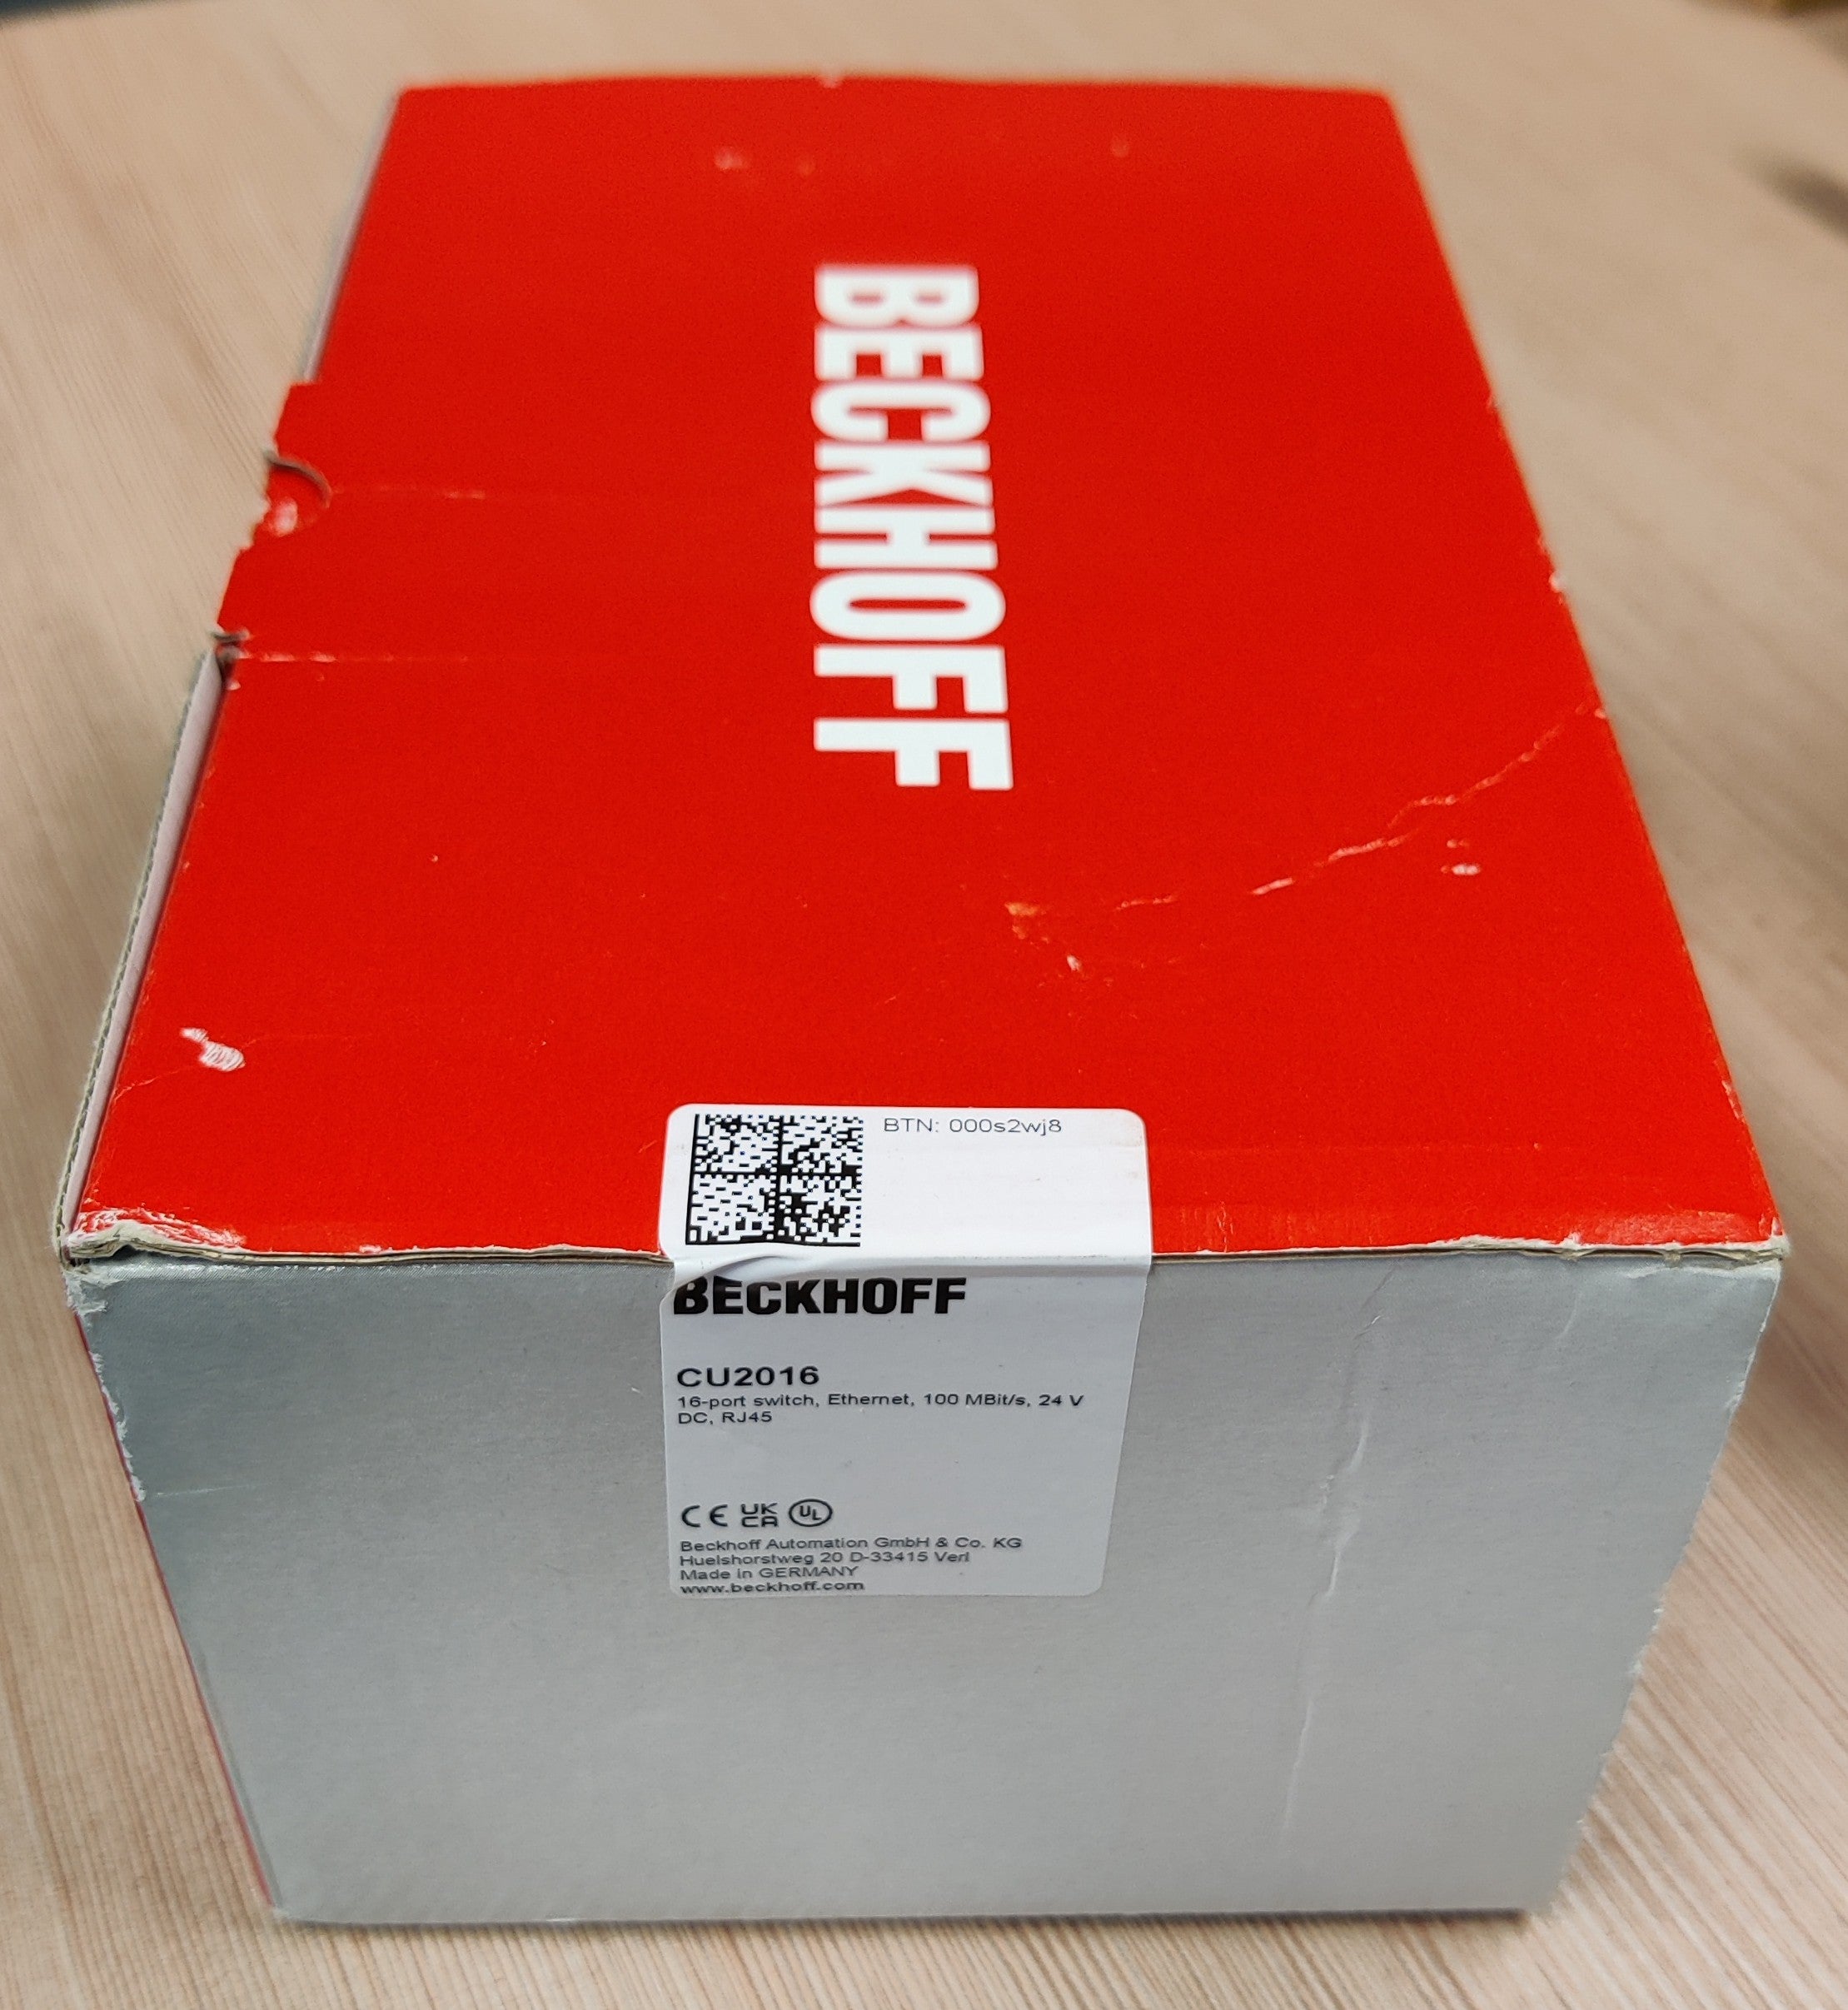 BECKHOFF
BTN: 000s2wj8
BECKHOFF
CU2016
16-port switch, Ethernet, 100 MBit/s, 24 V
DC, RJ45
CE UK CA UL
Beckhoff Automation GmbH & Co. KG
Huelshorstweg 20 D-33415 Verl
Made in GERMANY
www.beckhoff.com